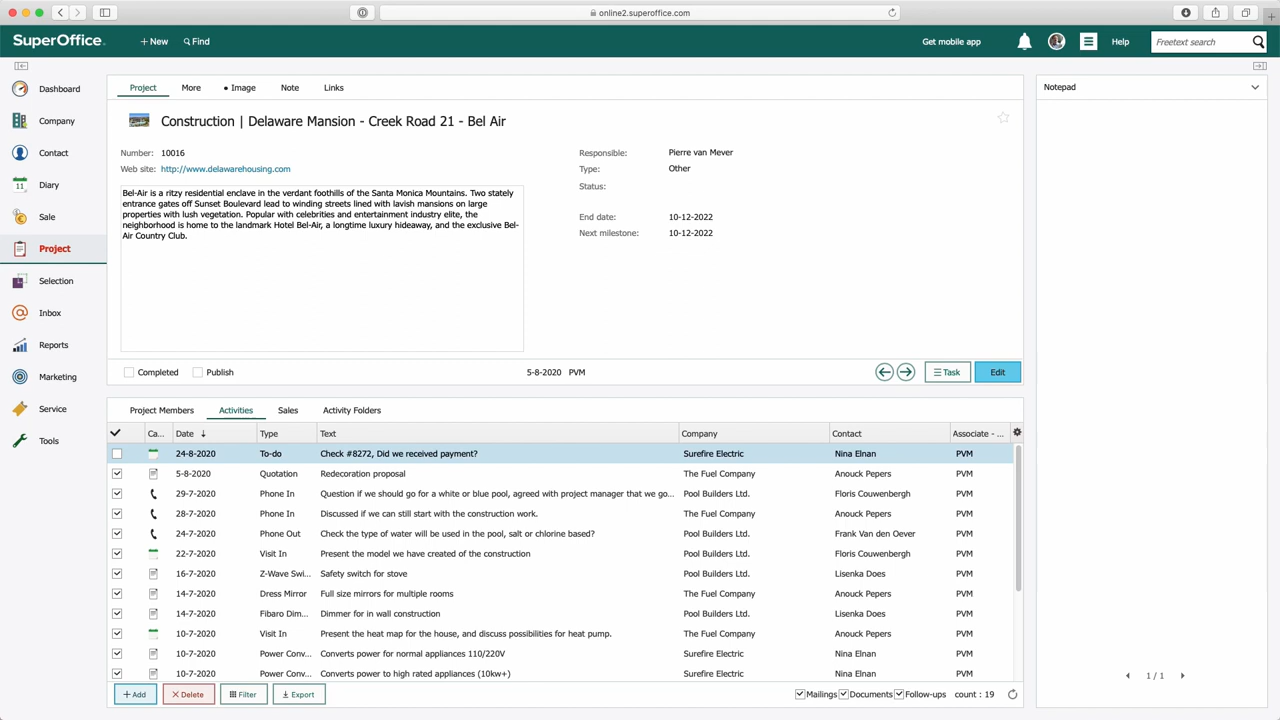 online2.superoffice.com
SuperOffice.
+ New
Find
Get mobile app
Help
Freetext search
Dashboard
Company
Contact
11
Diary
Sale
Project
Selection
Inbox
Reports
Marketing
Service
Tools
Project More • Image Note Links
Construction | Delaware Mansion - Creek Road 21 - Bel Air
Number: 10016
Web site: http://www.delawarehousing.com
Bel-Air is a ritzy residential enclave in the verdant foothills of the Santa Monica Mountains. Two stately
entrance gates off Sunset Boulevard lead to winding streets lined with lavish mansions on large
properties with lush vegetation. Popular with celebrities and entertainment industry elite, the
neighborhood is home to the landmark Hotel Bel-Air, a longtime luxury hideaway, and the exclusive Bel-
Air Country Club.
Responsible: Pierre van Mever
Type: Other
Status:
End date: 10-12-2022
Next milestone: 10-12-2022
Completed Publish 5-8-2020 PVM Task Edit
Notepad
1 / 1
Project Members Activities Sales Activity Folders
Ca... Date Type Text Company Contact Associate - ...
24-8-2020 To-do Check #8272, Did we received payment? Surefire Electric Nina Elnan PVM
5-8-2020 Quotation Redecoration proposal The Fuel Company Anouck Pepers PVM
29-7-2020 Phone In Question if we should go for a white or blue pool, agreed with project manager that we go... Pool Builders Ltd. Floris Couwenbergh PVM
28-7-2020 Phone In Discussed if we can still start with the construction work. The Fuel Company Anouck Pepers PVM
24-7-2020 Phone Out Check the type of water will be used in the pool, salt or chlorine based? Pool Builders Ltd. Frank Van den Oever PVM
22-7-2020 Visit In Present the model we have created of the construction Pool Builders Ltd. Floris Couwenbergh PVM
16-7-2020 Z-Wave Swi... Safety switch for stove Pool Builders Ltd. Lisenka Does PVM
14-7-2020 Dress Mirror Full size mirrors for multiple rooms The Fuel Company Anouck Pepers PVM
14-7-2020 Fibaro Dim... Dimmer for in wall construction Pool Builders Ltd. Lisenka Does PVM
10-7-2020 Visit In Present the heat map for the house, and discuss possibilities for heat pump. The Fuel Company Anouck Pepers PVM
10-7-2020 Power Conv... Converts power for normal appliances 110/220V Surefire Electric Nina Elnan PVM
10-7-2020 Power Conv... Converts power to high rated appliances (10kw+) Surefire Electric Nina Elnan PVM
+ Add Delete Filter Export Mailings Documents Follow-ups count : 19